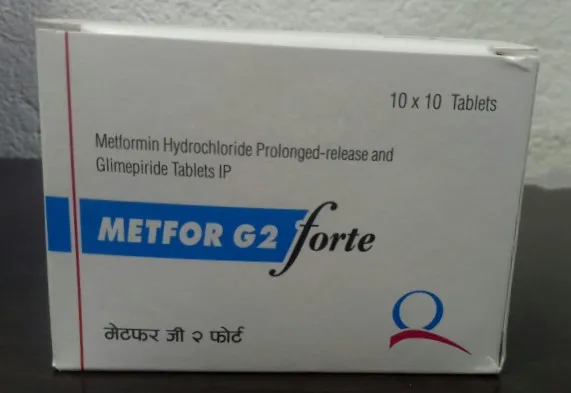 10 x 10 Tablets
Metformin Hydrochloride Prolonged-release and
Glimepiride Tablets IP
METFOR G2 forte
मेटफर जी २ फोर्ट